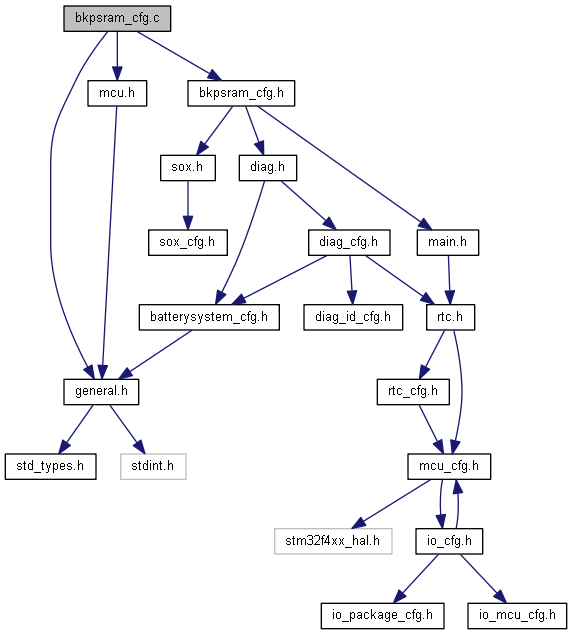 bkpsram_cfg.c
mcu.h
bkpsram_cfg.h
sox.h
diag.h
sox_cfg.h
diag_cfg.h
main.h
batterysystem_cfg.h
diag_id_cfg.h
rtc.h
general.h
rtc_cfg.h
std_types.h
stdint.h
mcu_cfg.h
stm32f4xx_hal.h
io_cfg.h
io_package_cfg.h
io_mcu_cfg.h